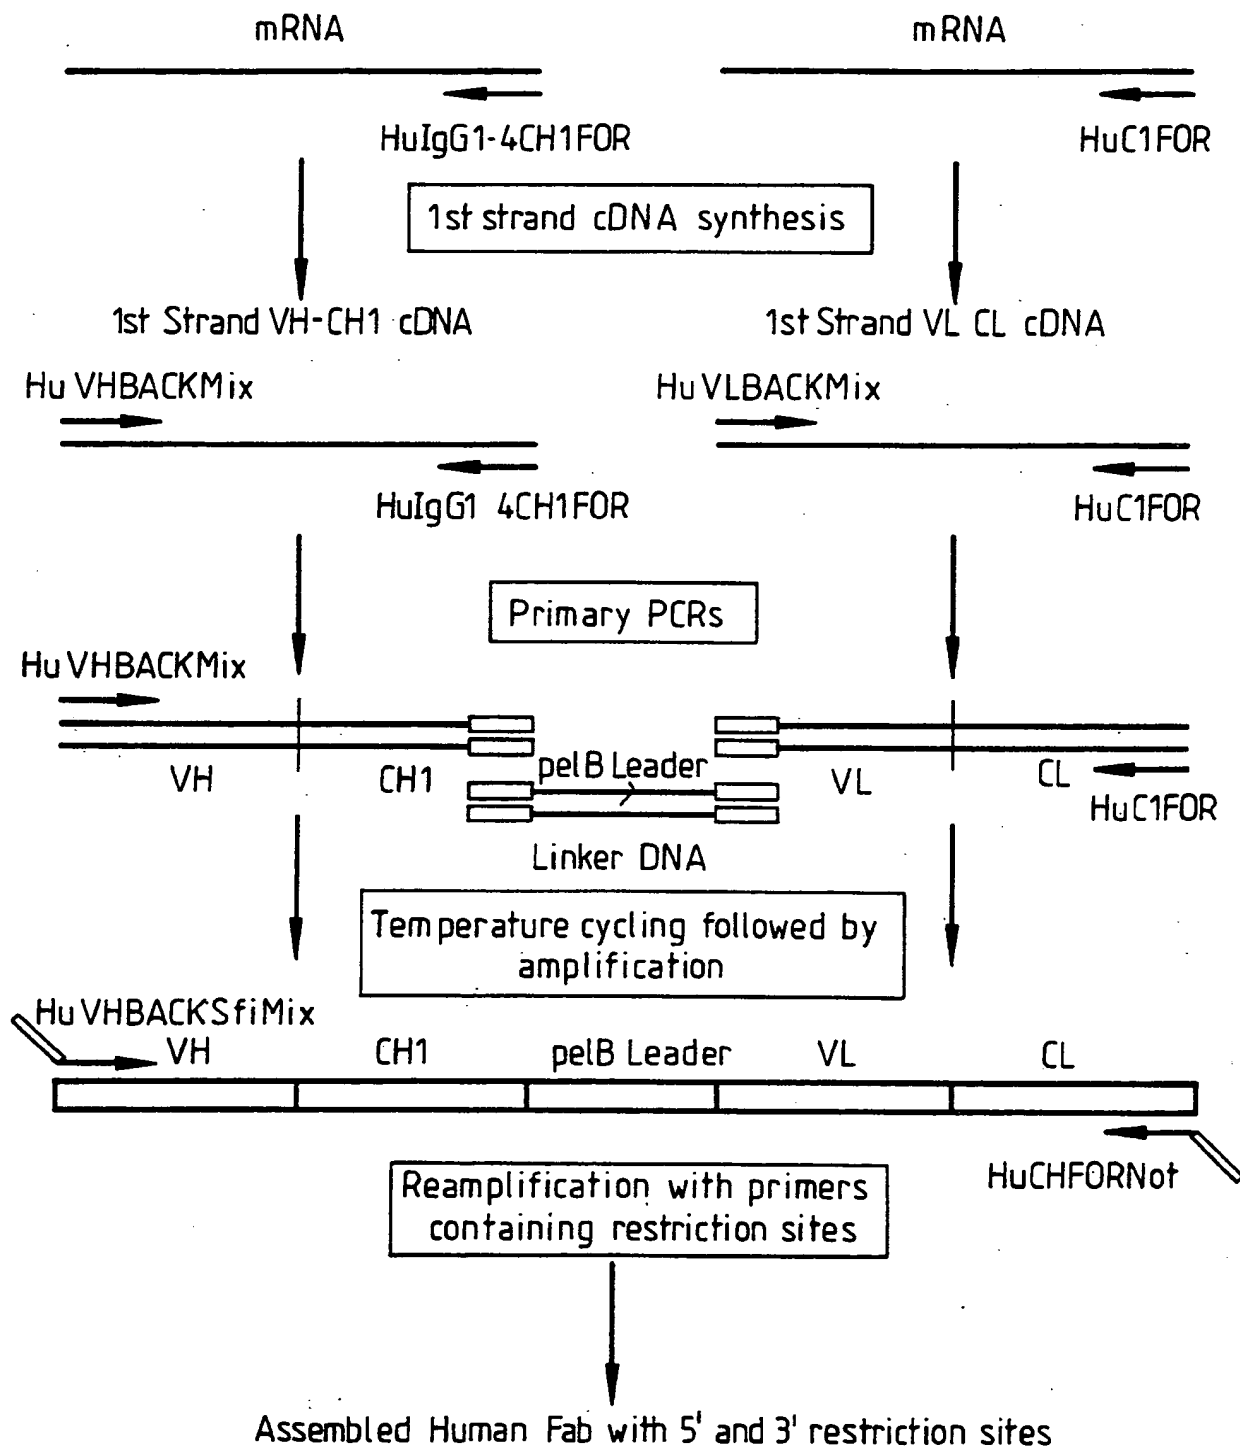 mRNA
mRNA
HuIgG1-4CH1FOR
HuC1FOR
1st strand cDNA synthesis
1st Strand VH-CH1 cDNA
1st Strand VL CL cDNA
Hu VHBACKMix
Hu VLBACKMix
HuIgG1 4CH1FOR
HuC1FOR
Primary PCRs
Hu VHBACKMix
VH
CH1
pelB Leader
VL
CL
HuC1FOR
Linker DNA
Temperature cycling followed by
amplification
Hu VHBACKSfiMix
VH
CH1
pelB Leader
VL
CL
HuCHFORNot
Reamplification with primers
containing restriction sites
Assembled Human Fab with 5' and 3' restriction sites